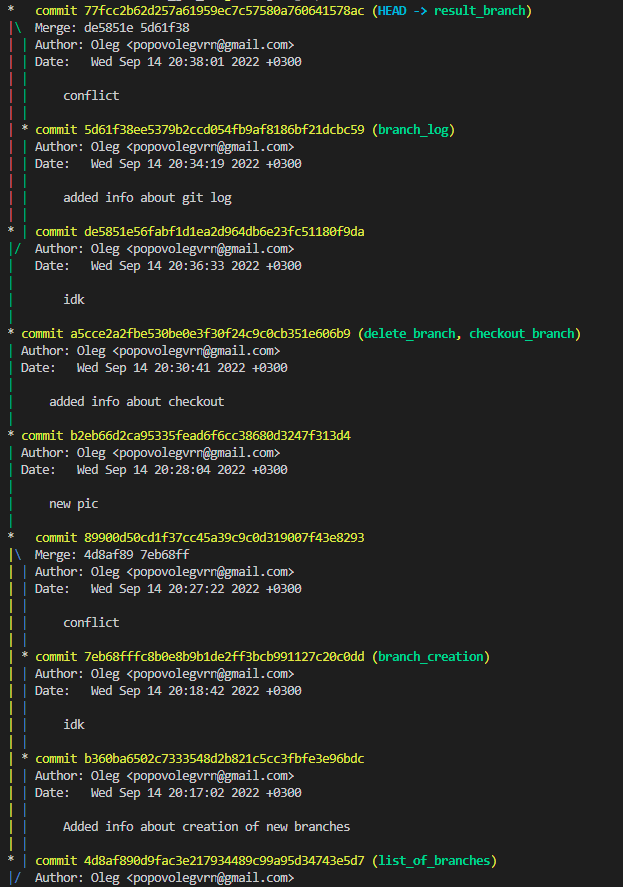 * commit 77fcc2b62d257a61959ec7c57580a760641578ac (HEAD -> result_branch)
|\ Merge: de5851e 5d61f38
| | Author: Oleg <popovolegvrn@gmail.com>
| | Date: Wed Sep 14 20:38:01 2022 +0300
| |
| | conflict
| |
| * commit 5d61f38ee5379b2ccd054fb9af8186bf21dcbc59 (branch_log)
| | Author: Oleg <popovolegvrn@gmail.com>
| | Date: Wed Sep 14 20:34:19 2022 +0300
| |
| | added info about git log
| |
* | commit de5851e56fabf1d1ea2d964db6e23fc51180f9da
|/ Author: Oleg <popovolegvrn@gmail.com>
| Date: Wed Sep 14 20:36:33 2022 +0300
|
| idk
|
* commit a5cce2a2fbe530be0e3f30f24c9c0cb351e606b9 (delete_branch, checkout_branch)
| Author: Oleg <popovolegvrn@gmail.com>
| Date: Wed Sep 14 20:30:41 2022 +0300
|
| added info about checkout
|
* commit b2eb66d2ca95335fead6f6cc38680d3247f313d4
| Author: Oleg <popovolegvrn@gmail.com>
| Date: Wed Sep 14 20:28:04 2022 +0300
|
| new pic
|
* commit 89900d50cd1f37cc45a39c9c0d319007f43e8293
|\ Merge: 4d8af89 7eb68ff
| | Author: Oleg <popovolegvrn@gmail.com>
| | Date: Wed Sep 14 20:27:22 2022 +0300
| |
| | conflict
| |
| * commit 7eb68fffc8b0e8b9b1de2ff3bcb991127c20c0dd (branch_creation)
| | Author: Oleg <popovolegvrn@gmail.com>
| | Date: Wed Sep 14 20:18:42 2022 +0300
| |
| | idk
| |
| * commit b360ba6502c7333548d2b821c5cc3fbfe3e96bdc
| | Author: Oleg <popovolegvrn@gmail.com>
| | Date: Wed Sep 14 20:17:02 2022 +0300
| |
| | Added info about creation of new branches
| |
* | commit 4d8af890d9fac3e217934489c99a95d34743e5d7 (list_of_branches)
|/ Author: Oleg <popovolegvrn@gmail.com>